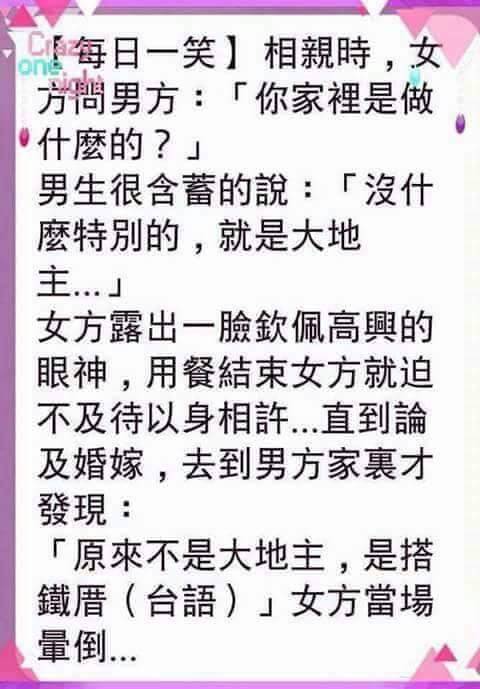 Crazy
one
night
【每日一笑】相親時，女
方問男方：「你家裡是做
什麼的？」
男生很含蓄的說：「沒什
麼特別的，就是大地
主...」
女方露出一臉欽佩高興的
眼神，用餐結束女方就迫
不及待以身相許...直到論
及婚嫁，去到男方家裏才
發現：
「原來不是大地主，是搭
鐵厝（台語）」女方當場
暈倒...